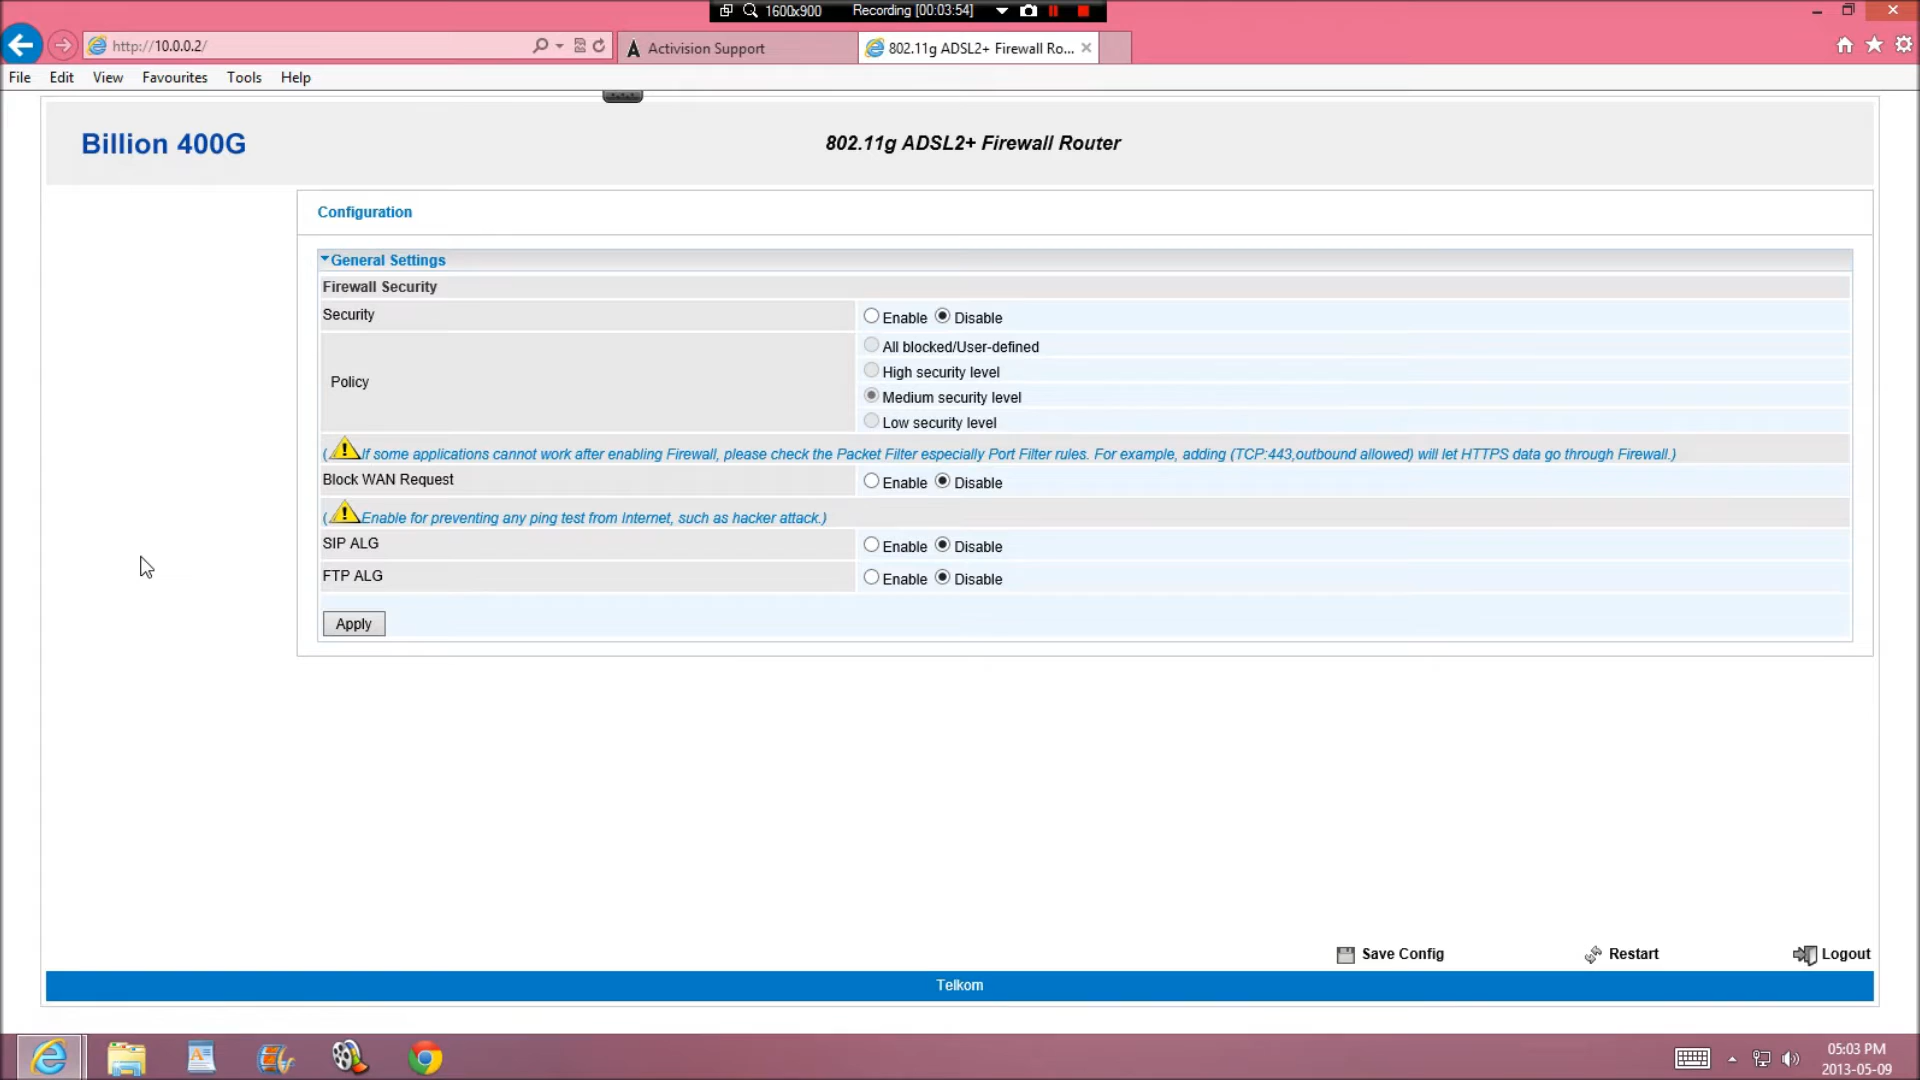 1600x900 Recording [00:03:54]
http://10.0.0.2/
Activision Support
802.11g ADSL2+ Firewall Ro...
File Edit View Favourites Tools Help
Billion 400G
802.11g ADSL2+ Firewall Router
Configuration
General Settings
Firewall Security
Security
Enable Disable
Policy
All blocked/User-defined
High security level
Medium security level
Low security level
(If some applications cannot work after enabling Firewall, please check the Packet Filter especially Port Filter rules. For example, adding (TCP:443,outbound allowed) will let HTTPS data go through Firewall.)
Block WAN Request
Enable Disable
(Enable for preventing any ping test from Internet, such as hacker attack.)
SIP ALG
Enable Disable
FTP ALG
Enable Disable
Apply
Save Config
Restart
Logout
Telkom
05:03 PM
2013-05-09